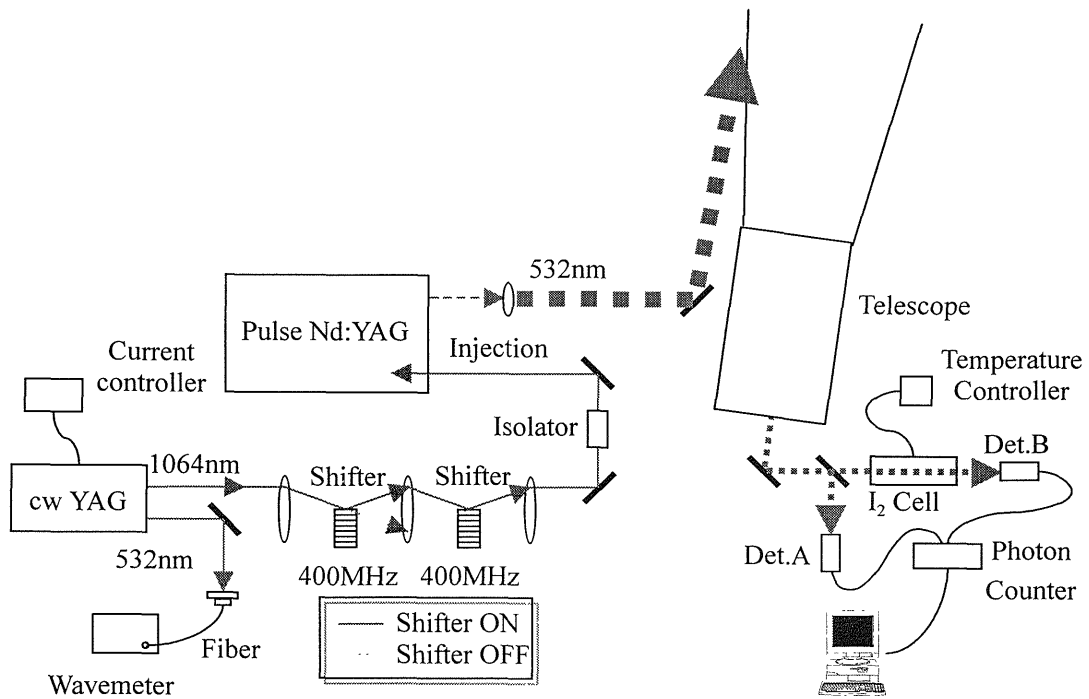 532nm
Pulse Nd:YAG
Injection
Telescope
Current
controller
Temperature
Controller
Isolator
Det.B
1064nm
Shifter
Shifter
cw YAG
I₂ Cell
532nm
Det.A
Photon
Counter
400MHz
400MHz
Shifter ON
Shifter OFF
Fiber
Wavemeter